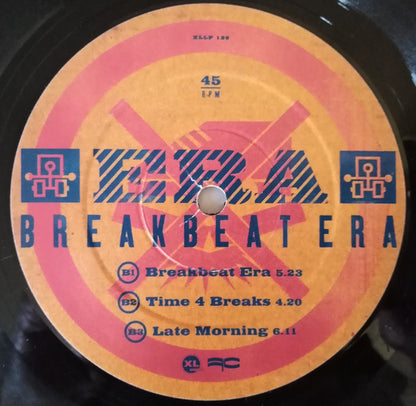 XLLP 130
45
RPM
ERA
BREAKBEAT ERA
B1 Breakbeat Era 5.23
B2 Time 4 Breaks 4.20
B3 Late Morning 6.11
XL